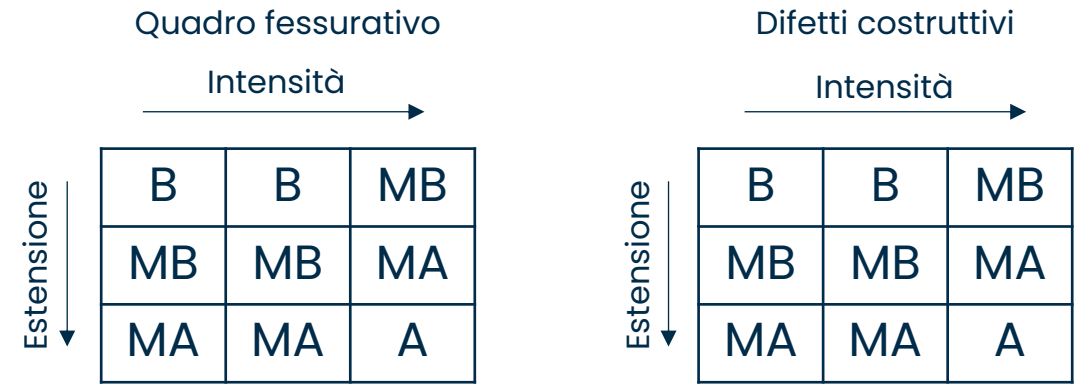 Quadro fessurativo
Intensità
Estensione
B B MB
MB MB MA
MA MA A
Difetti costruttivi
Intensità
Estensione
B B MB
MB MB MA
MA MA A